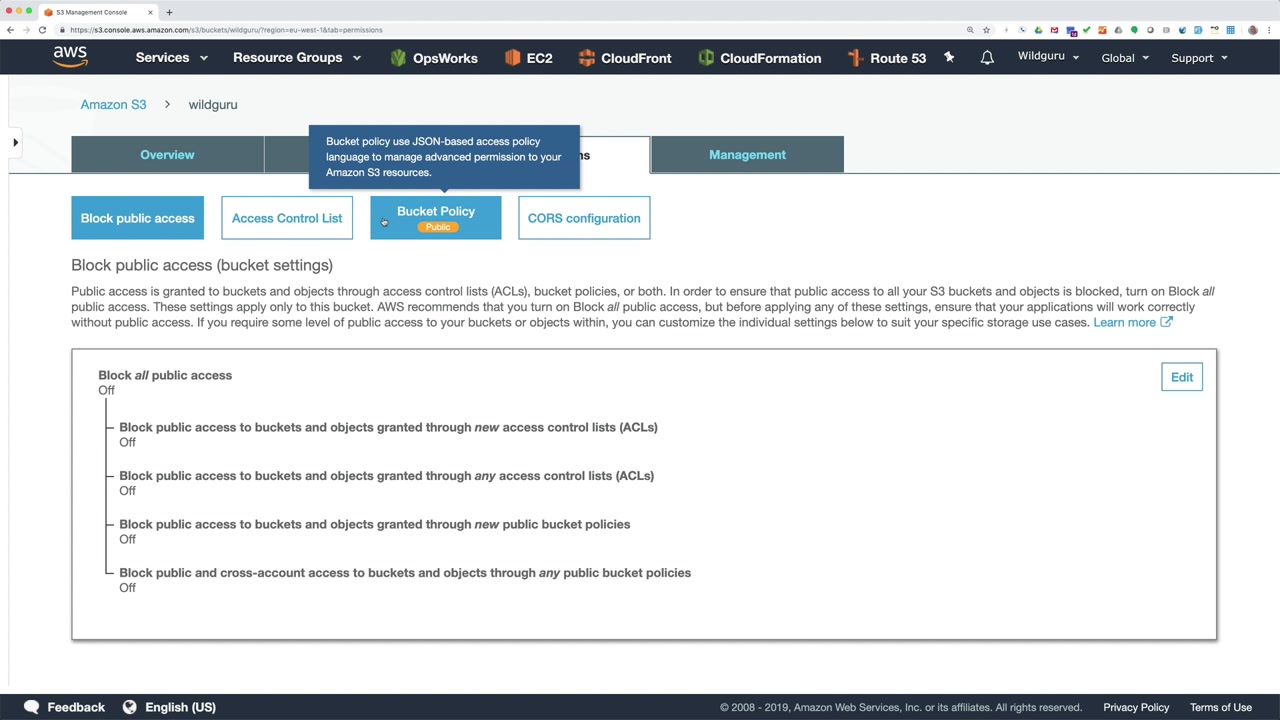 S3 Management Console
https://s3.console.aws.amazon.com/s3/buckets/wildguru/?region=eu-west-1&tab=permissions
aws
Services
Resource Groups
OpsWorks
EC2
CloudFront
CloudFormation
Route 53
Wildguru
Global
Support
Amazon S3 > wildguru
Bucket policy use JSON-based access policy
language to manage advanced permission to your
Amazon S3 resources.
Overview
ns
Management
Block public access
Access Control List
Bucket Policy
Public
CORS configuration
Block public access (bucket settings)
Public access is granted to buckets and objects through access control lists (ACLs), bucket policies, or both. In order to ensure that public access to all your S3 buckets and objects is blocked, turn on Block all
public access. These settings apply only to this bucket. AWS recommends that you turn on Block all public access, but before applying any of these settings, ensure that your applications will work correctly
without public access. If you require some level of public access to your buckets or objects within, you can customize the individual settings below to suit your specific storage use cases. Learn more
Block all public access
Off
Edit
Block public access to buckets and objects granted through new access control lists (ACLs)
Off
Block public access to buckets and objects granted through any access control lists (ACLs)
Off
Block public access to buckets and objects granted through new public bucket policies
Off
Block public and cross-account access to buckets and objects through any public bucket policies
Off
Feedback
English (US)
© 2008 - 2019, Amazon Web Services, Inc. or its affiliates. All rights reserved.
Privacy Policy
Terms of Use